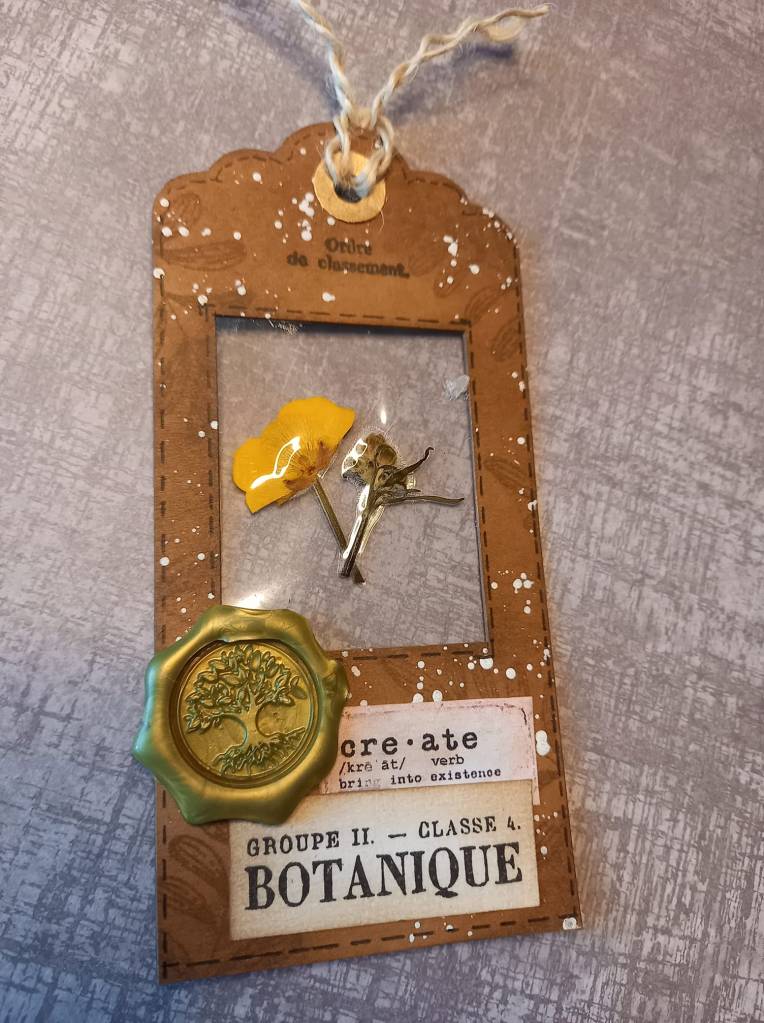 Ordre
de classement.
cre·ate
/krē āt/ verb
bring into existence
GROUPE II. — CLASSE 4.
BOTANIQUE